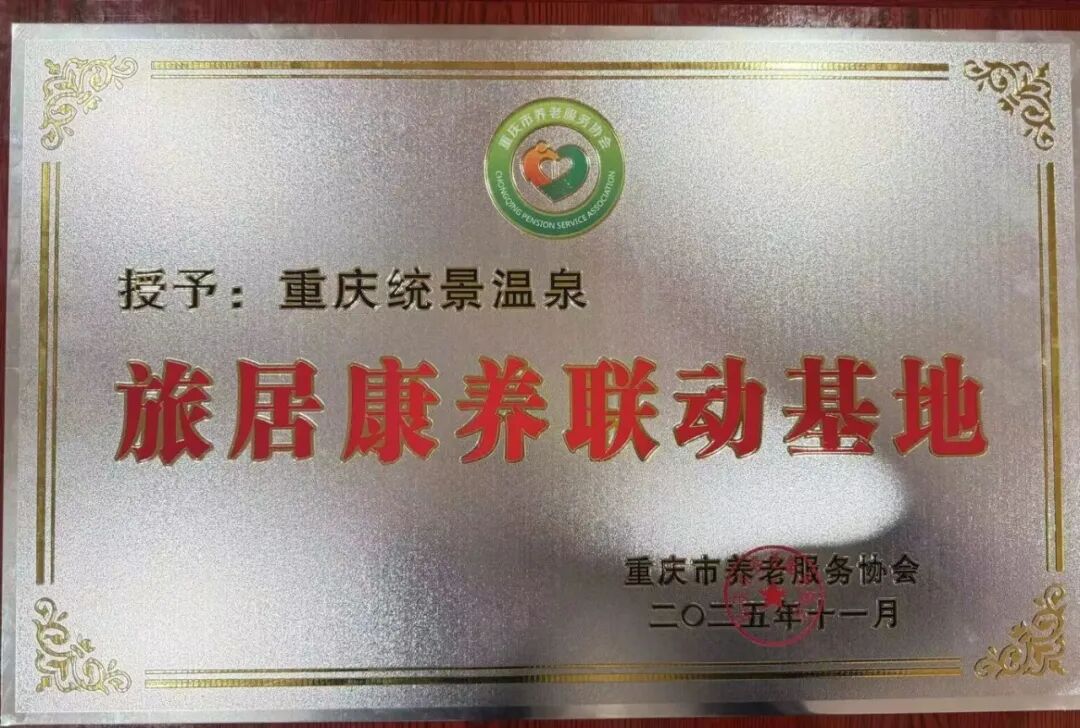 重庆市养老服务协会
CHONGQING PENSION SERVICE ASSOCIATION
授予：重庆统景温泉
旅居康养联动基地
重庆市养老服务协会
二〇二五年十一月